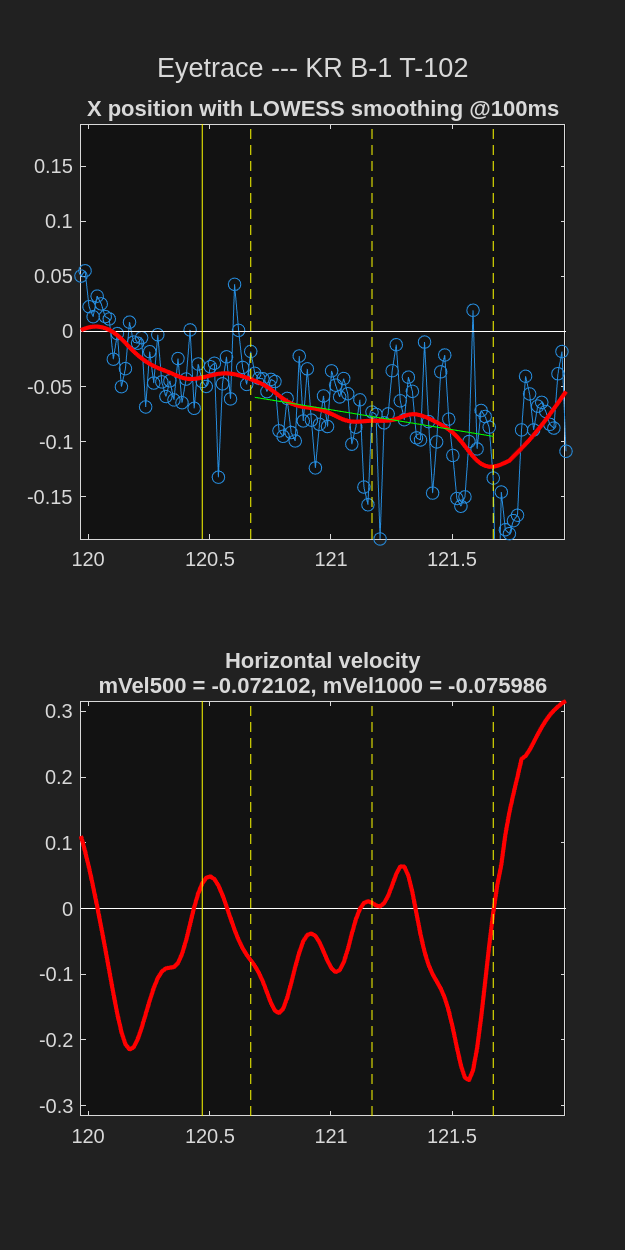 Eyetrace --- KR B-1 T-102
X position with LOWESS smoothing @100ms
0.15
0.1
0.05
0
-0.05
-0.1
-0.15
120 120.5 121 121.5
Horizontal velocity
mVel500 = -0.072102, mVel1000 = -0.075986
0.3
0.2
0.1
0
-0.1
-0.2
-0.3
120 120.5 121 121.5